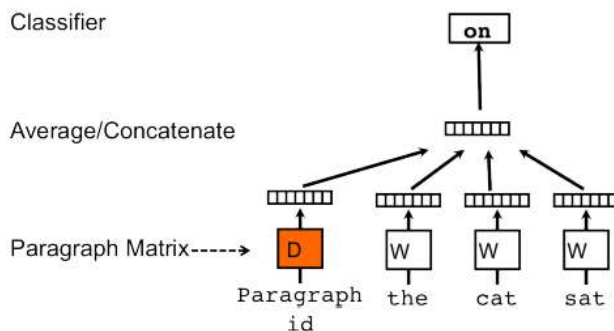 Classifier
on
Average/Concatenate
Paragraph Matrix
D
W
W
W
Paragraph
id
the
cat
sat